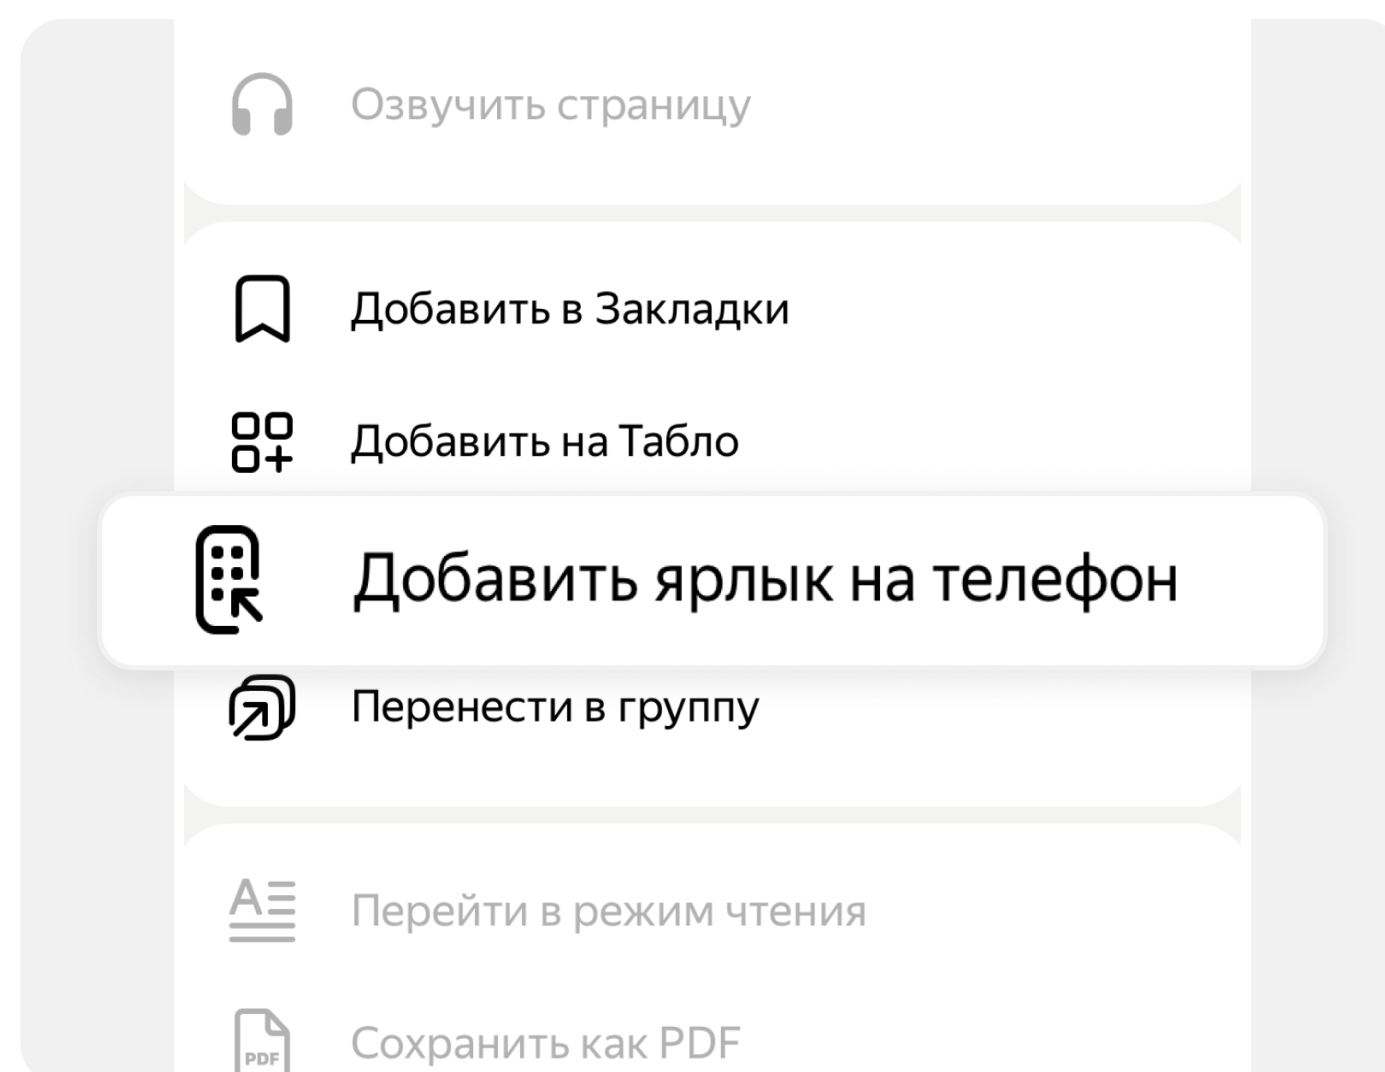 Озвучить страницу
Добавить в Закладки
Добавить на Табло
Добавить ярлык на телефон
Перенести в группу
Перейти в режим чтения
PDF
Сохранить как PDF